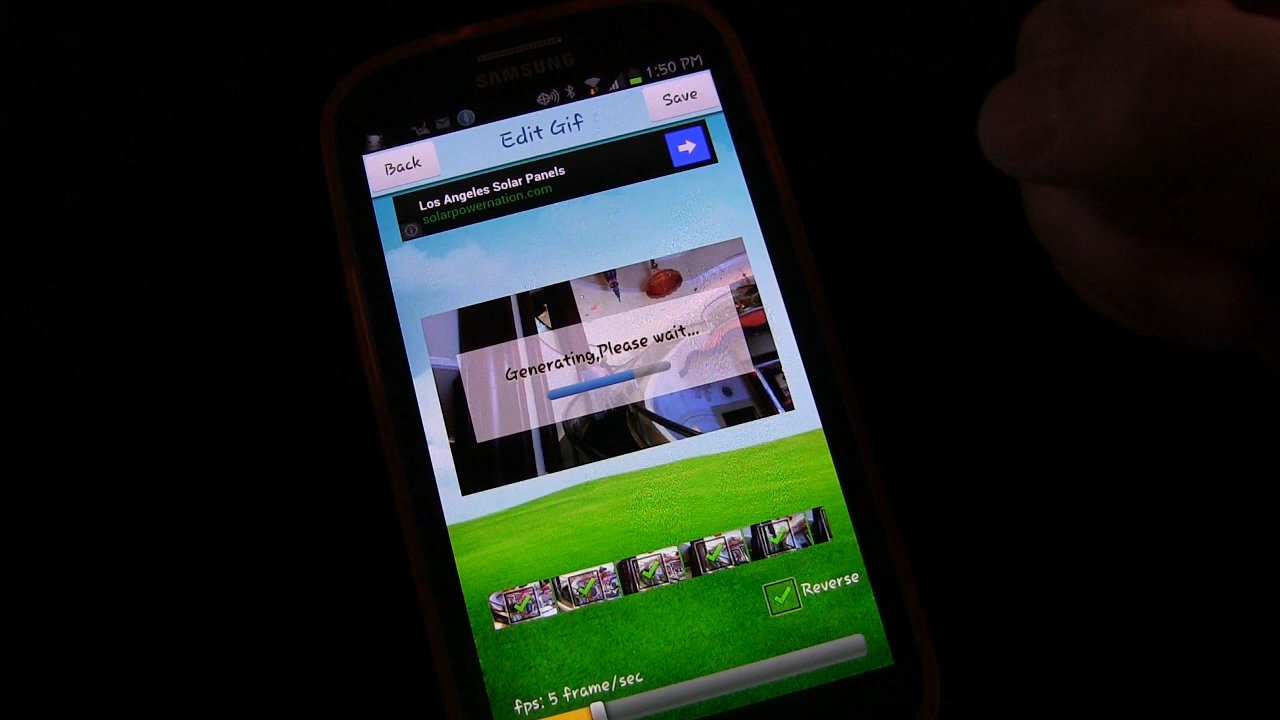 SAMSUNG
1:50 PM
Save
Edit Gif
Back
Los Angeles Solar Panels
solarpowernation.com
Generating,Please wait...
Reverse
fps: 5 frame/sec